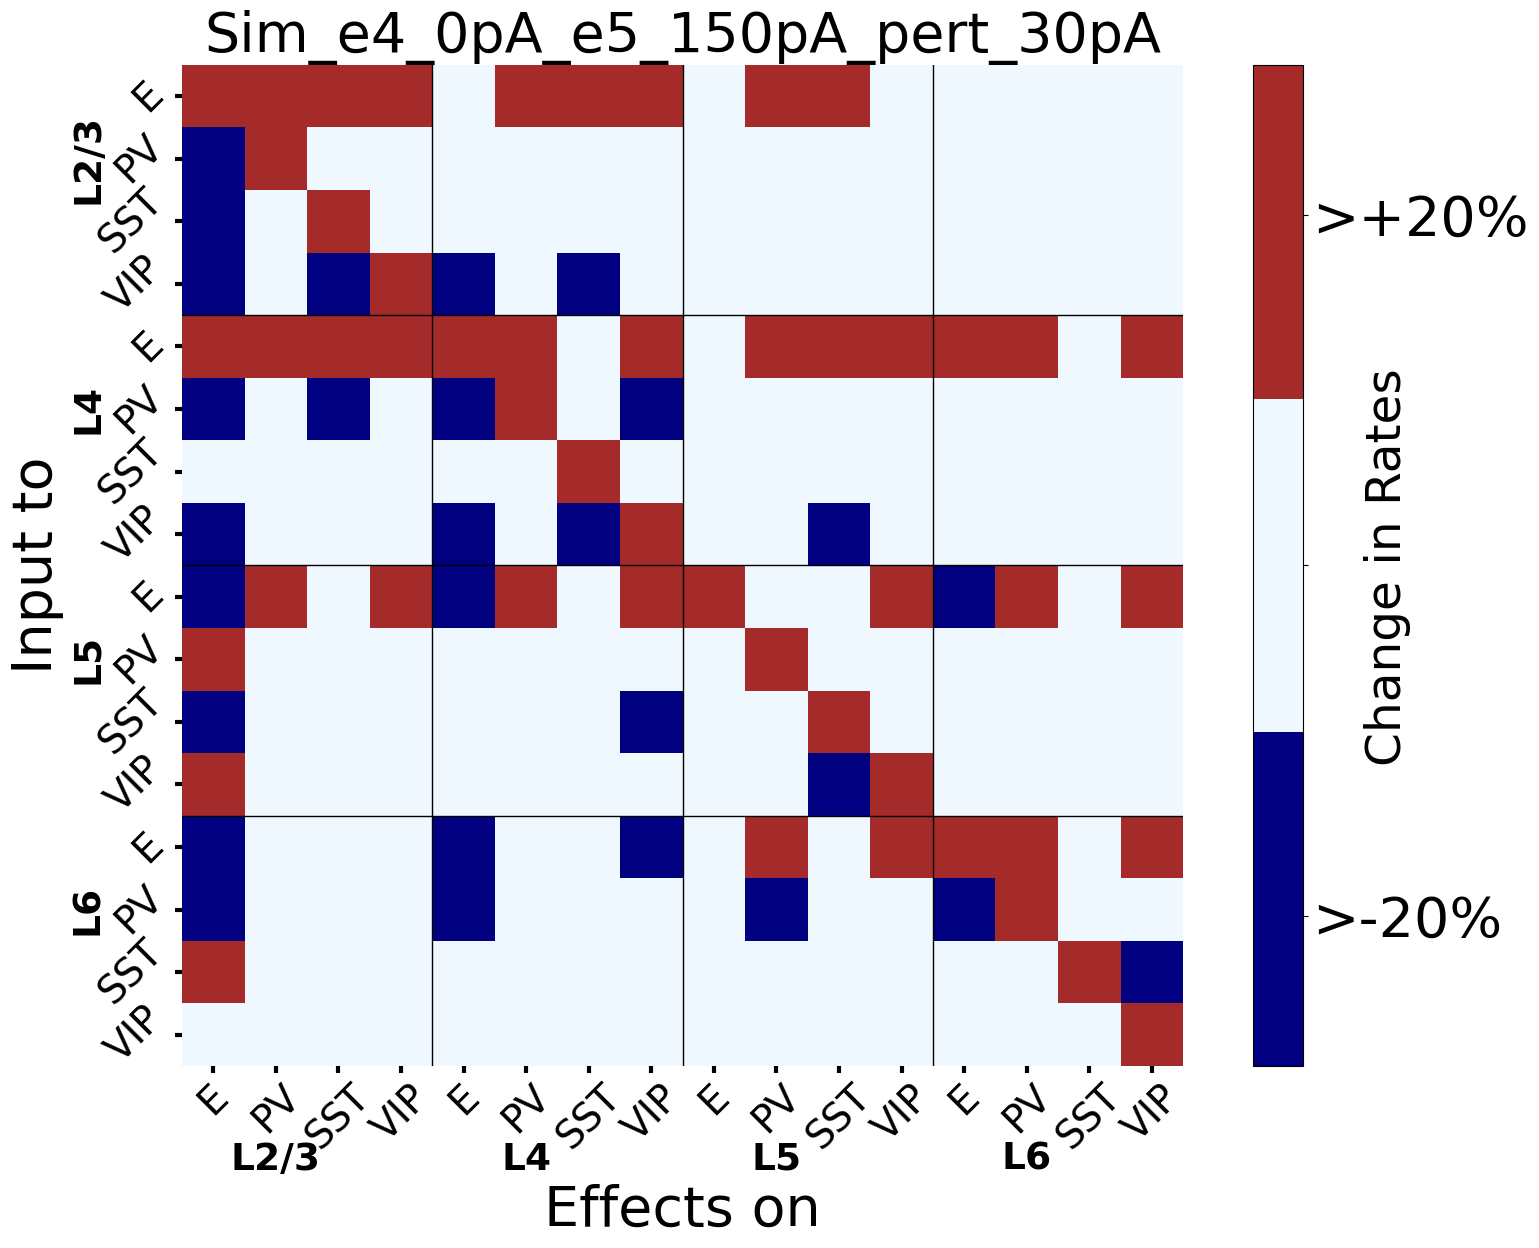 Sim_e4_0pA_e5_150pA_pert_30pA
Input to
L2/3
E
PV
SST
VIP
L4
E
PV
SST
VIP
L5
E
PV
SST
VIP
L6
E
PV
SST
VIP
E PV SST VIP E PV SST VIP E PV SST VIP E PV SST VIP
L2/3 L4 L5 L6
Effects on
>+20%
>-20%
Change in Rates